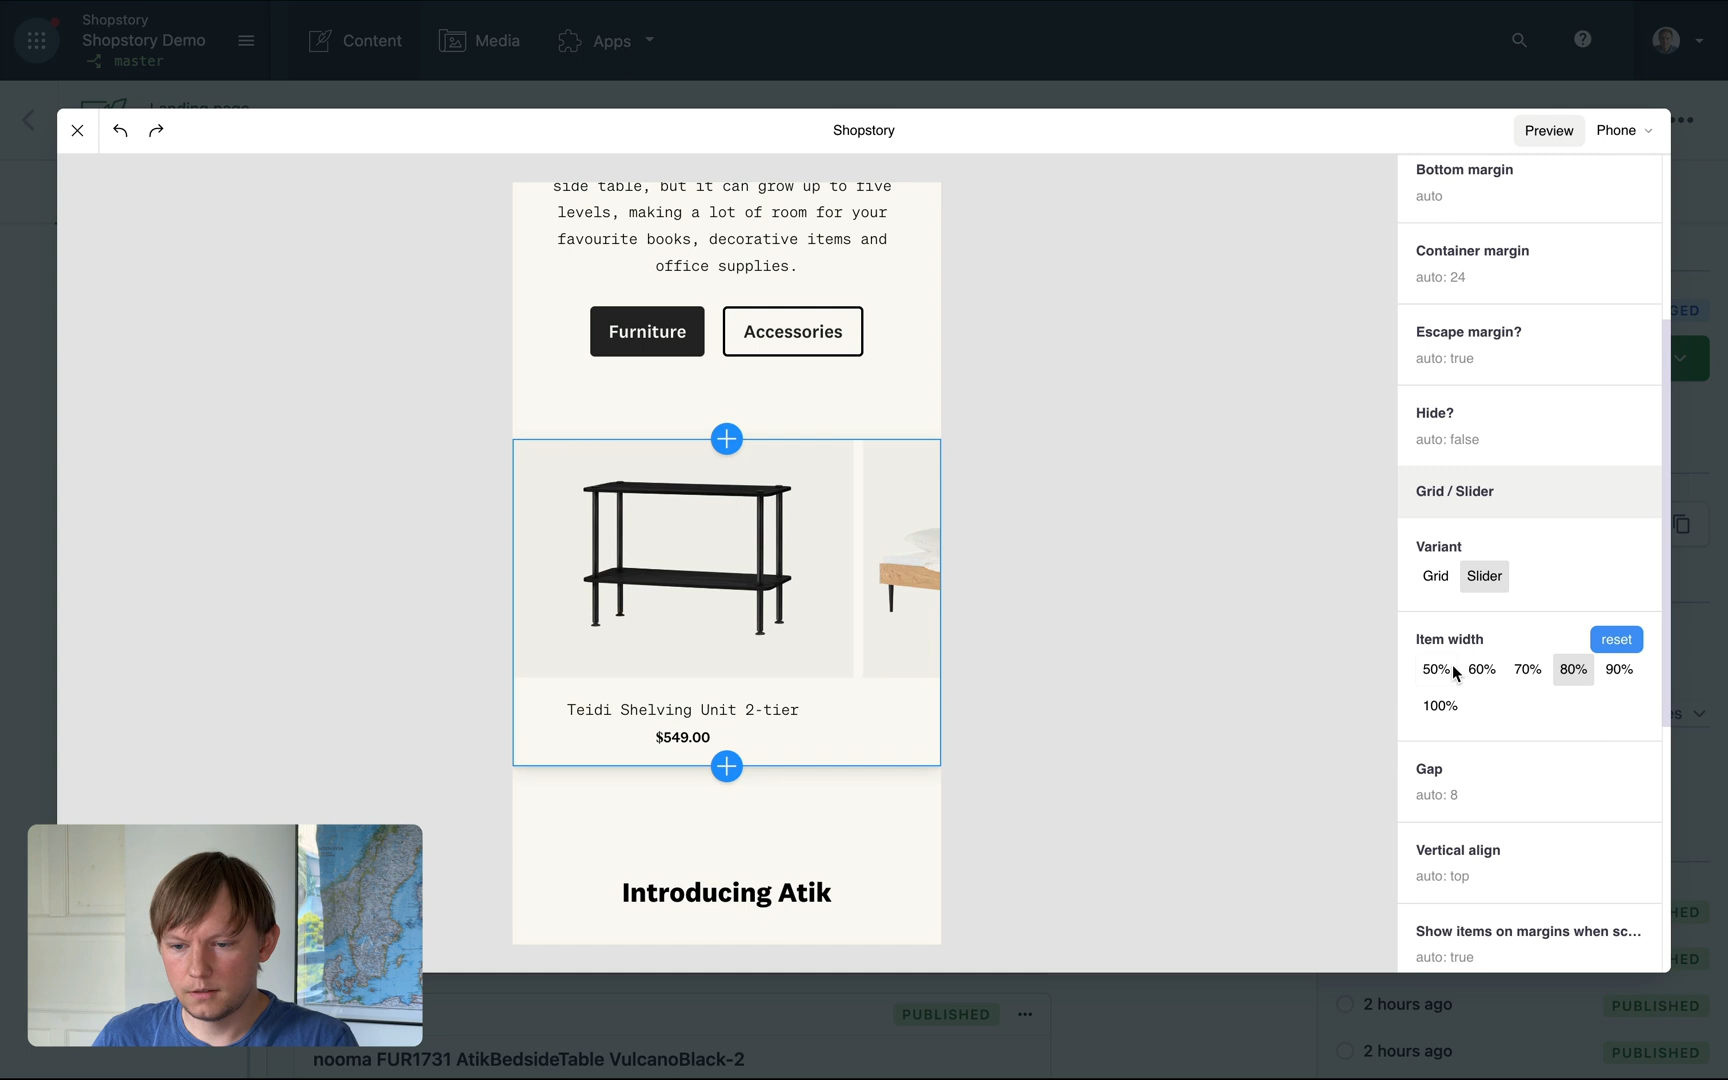 Shopstory
Shopstory Demo
master
Content
Media
Apps
Landing page
Shopstory
Preview
Phone
side table, but it can grow up to five
levels, making a lot of room for your
favourite books, decorative items and
office supplies.
Furniture
Accessories
Teidi Shelving Unit 2-tier
$549.00
Introducing Atik
Bottom margin
auto
Container margin
auto: 24
Escape margin?
auto: true
Hide?
auto: false
Grid / Slider
Variant
Grid
Slider
Item width
reset
50%
60%
70%
80%
90%
100%
Gap
auto: 8
Vertical align
auto: top
Show items on margins when sc...
auto: true
PUBLISHED
nooma FUR1731 AtikBedsideTable VulcanoBlack-2
2 hours ago
PUBLISHED
2 hours ago
PUBLISHED